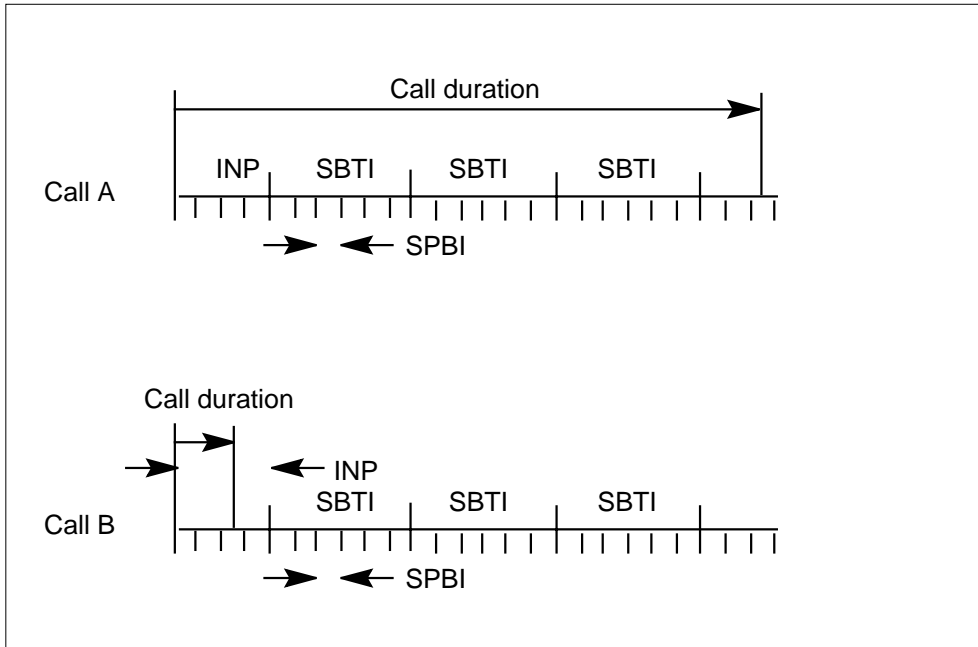 Call duration
INP SBTI SBTI SBTI
Call A
SPBI
Call duration
INP
SBTI SBTI SBTI
Call B
SPBI